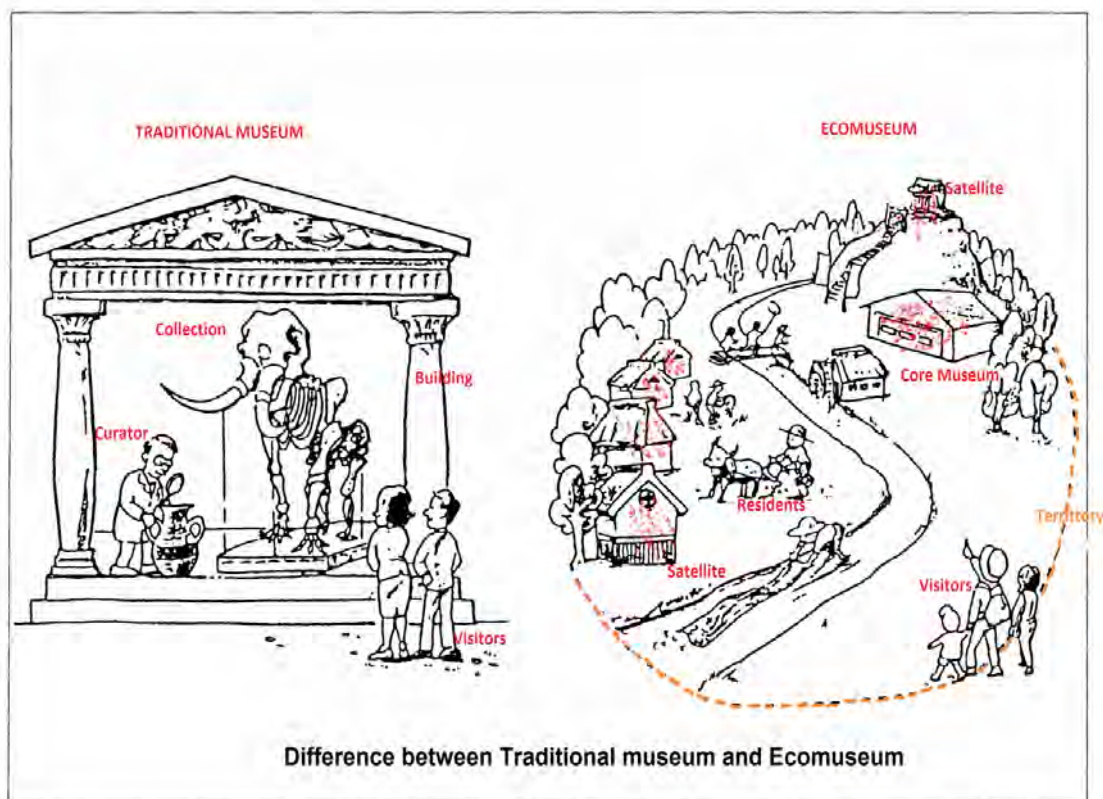 TRADITIONAL MUSEUM
Collection
Building
Curator
Visitors
ECOMUSEUM
Satellite
Core Museum
Residents
Territtory
Satellite
Visitors
Difference between Traditional museum and Ecomuseum